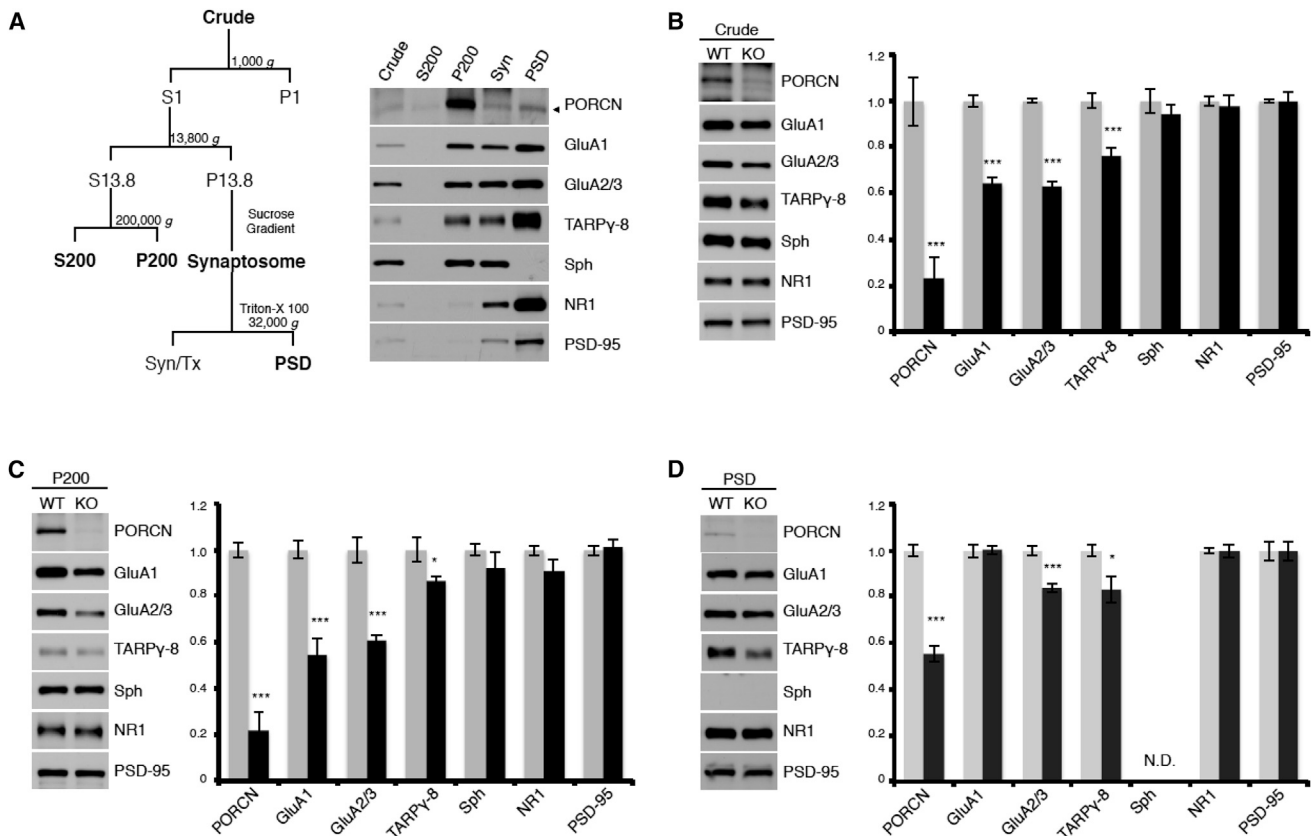 A
Crude
1,000 g
S1 P1
13,800 g
S13.8 P13.8
200,000 g
Sucrose
Gradient
S200 P200 Synaptosome
Triton-X 100
32,000 g
Syn/Tx PSD
Crude S200 P200 Syn PSD
PORCN
GluA1
GluA2/3
TARPγ-8
Sph
NR1
PSD-95
B
Crude
WT KO
PORCN
GluA1
GluA2/3
TARPγ-8
Sph
NR1
PSD-95
1.2
1.0
0.8
0.6
0.4
0.2
0
***
***
***
***
PORCN GluA1 GluA2/3 TARPγ-8 Sph NR1 PSD-95
C
P200
WT KO
PORCN
GluA1
GluA2/3
TARPγ-8
Sph
NR1
PSD-95
1.2
1.0
0.8
0.6
0.4
0.2
0
***
***
***
*
PORCN GluA1 GluA2/3 TARPγ-8 Sph NR1 PSD-95
D
PSD
WT KO
PORCN
GluA1
GluA2/3
TARPγ-8
Sph
NR1
PSD-95
1.2
1.0
0.8
0.6
0.4
0.2
0
***
***
*
N.D.
PORCN GluA1 GluA2/3 TARPγ-8 Sph NR1 PSD-95